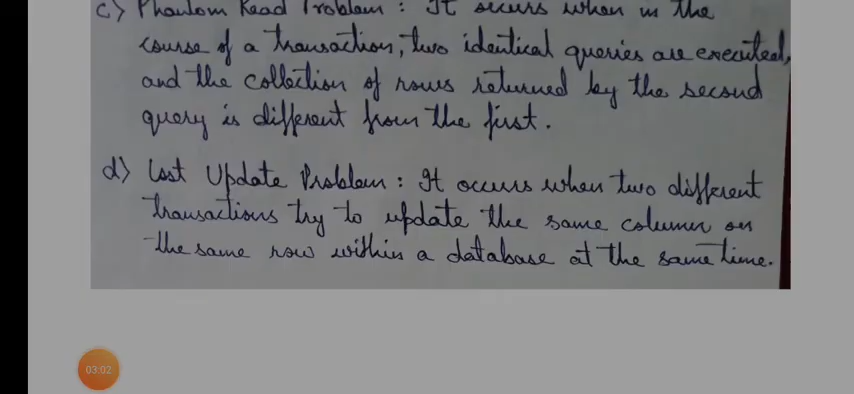 c) Phantom Read Problem : It occurs when in the
course of a transaction, two identical queries are executed,
and the collection of rows returned by the second
query is different from the first.
d) Lost Update Problem : It occurs when two different
transactions try to update the same column on
the same row within a database at the same time.
03:02